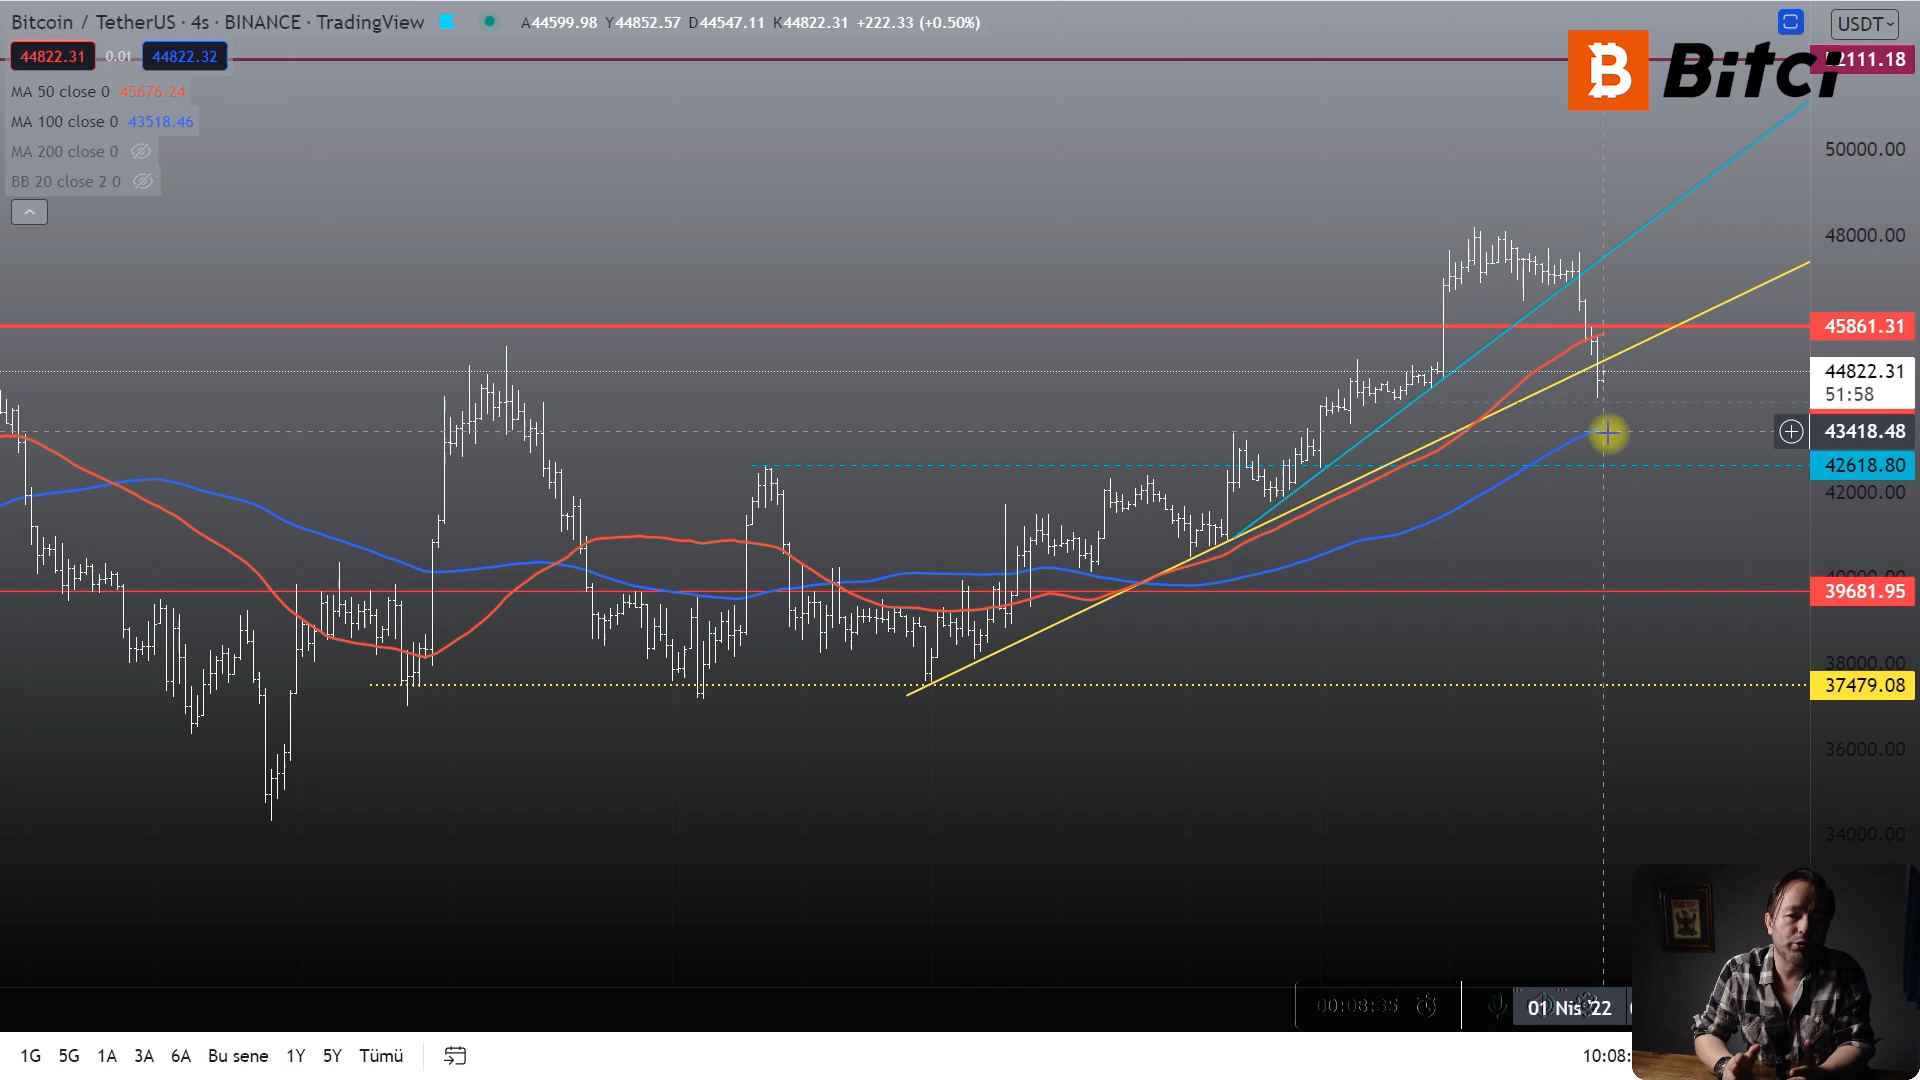 Bitcoin / TetherUS · 4s · BINANCE · TradingView A44599.98 Y44852.57 D44547.11 K44822.31 +222.33 (+0.50%)
USDT
44822.31 0.01 44822.32
Bitci
2111.18
MA 50 close 0 45676.24
MA 100 close 0 43518.46
MA 200 close 0
BB 20 close 2 0
50000.00
48000.00
45861.31
44822.31
51:58
43418.48
42618.80
42000.00
39681.95
38000.00
37479.08
36000.00
34000.00
00:08:35
01 Nis '22
1G 5G 1A 3A 6A Bu sene 1Y 5Y Tümü
10:08: